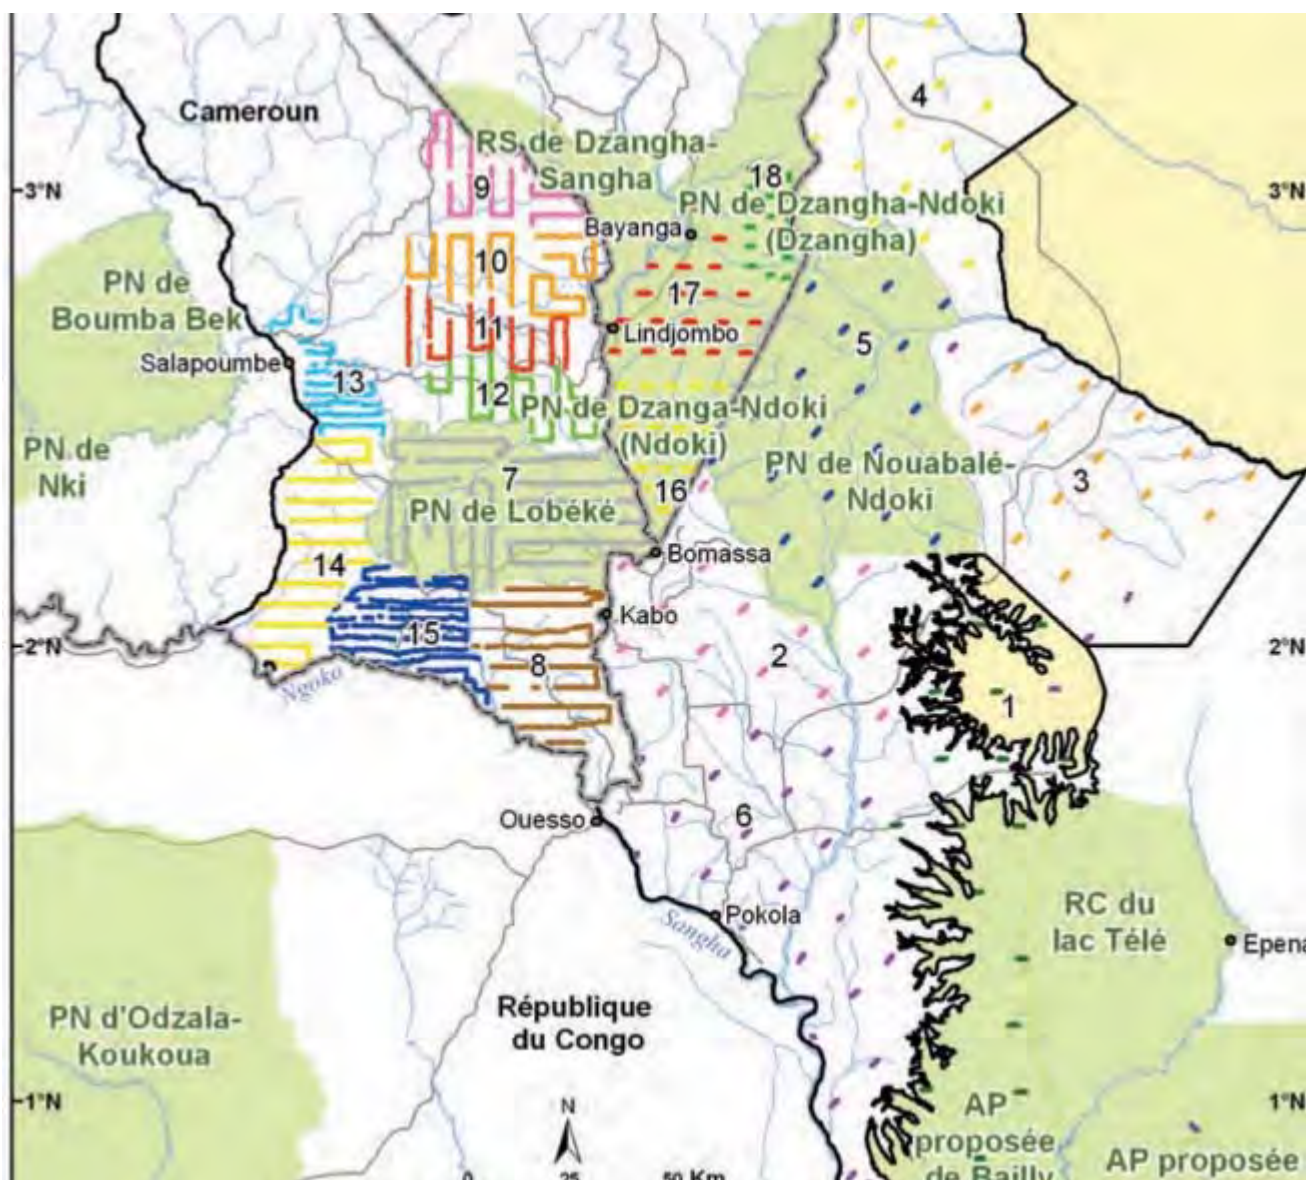 4
Cameroun
RS de Dzangha-
Sangha
18
9
3°N
3°N
PN de Dzangha-Ndoki
(Dzangha)
Bayanga
10
PN de
Boumba Bek
17
11
Lindjombo
5
Salapoumbe
13
12
PN de Dzanga-Ndoki
(Ndoki)
PN de
Nki
7
PN de Lobéké
16
PN de Nouabalé-
Ndoki
3
Bomassa
14
Kabo
15
2°N
2°N
8
2
Ngoko
1
Ouesso
6
Pokola
Sangha
RC du
lac Télé
Epena
République
du Congo
PN d'Odzala-
Koukoua
1°N
1°N
N
AP
proposée
de Bailly
AP proposée
0 25 50 Km